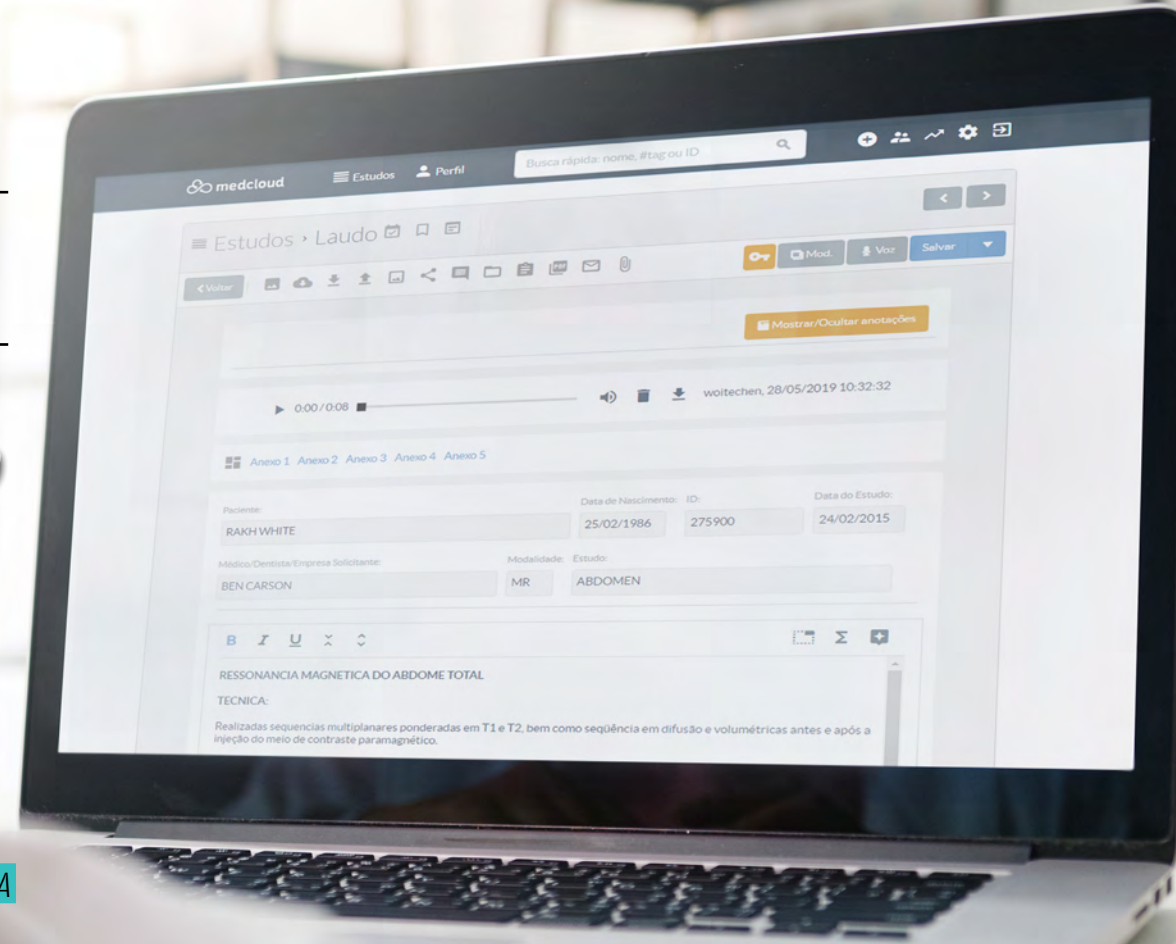 medcloud
Estudos
Perfil
Busca rápida: nome, #tag ou ID
Estudos › Laudo
Voltar
PDF
Mod.
Voz
Salvar
Mostrar/Ocultar anotações
0:00 / 0:08
woitechen, 28/05/2019 10:32:32
Anexo 1 Anexo 2 Anexo 3 Anexo 4 Anexo 5
Paciente: Data de Nascimento: ID: Data do Estudo:
RAKH WHITE 25/02/1986 275900 24/02/2015
Médico/Dentista/Empresa Solicitante: Modalidade: Estudo:
BEN CARSON MR ABDOMEN
B I U Σ
RESSONANCIA MAGNETICA DO ABDOME TOTAL
TECNICA:
Realizadas sequencias multiplanares ponderadas em T1 e T2, bem como seqüência em difusão e volumétricas antes e após a
injeção do meio de contraste paramagnético.
A